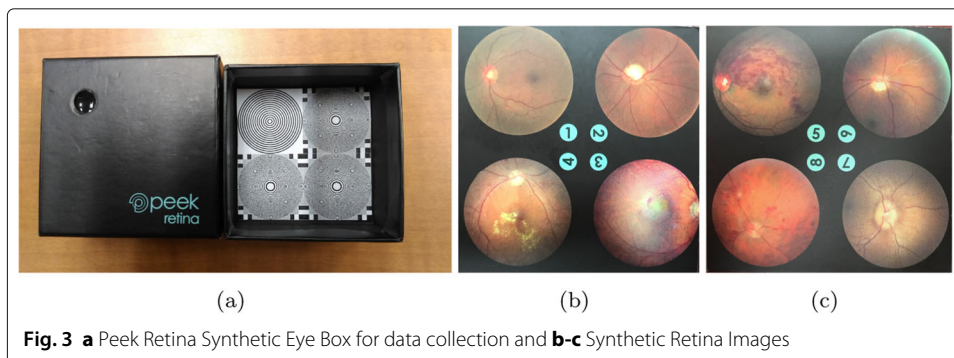 peek
retina
1 2
4 3
5 6
8 7
(a)
(b)
(c)
Fig. 3 a Peek Retina Synthetic Eye Box for data collection and b-c Synthetic Retina Images